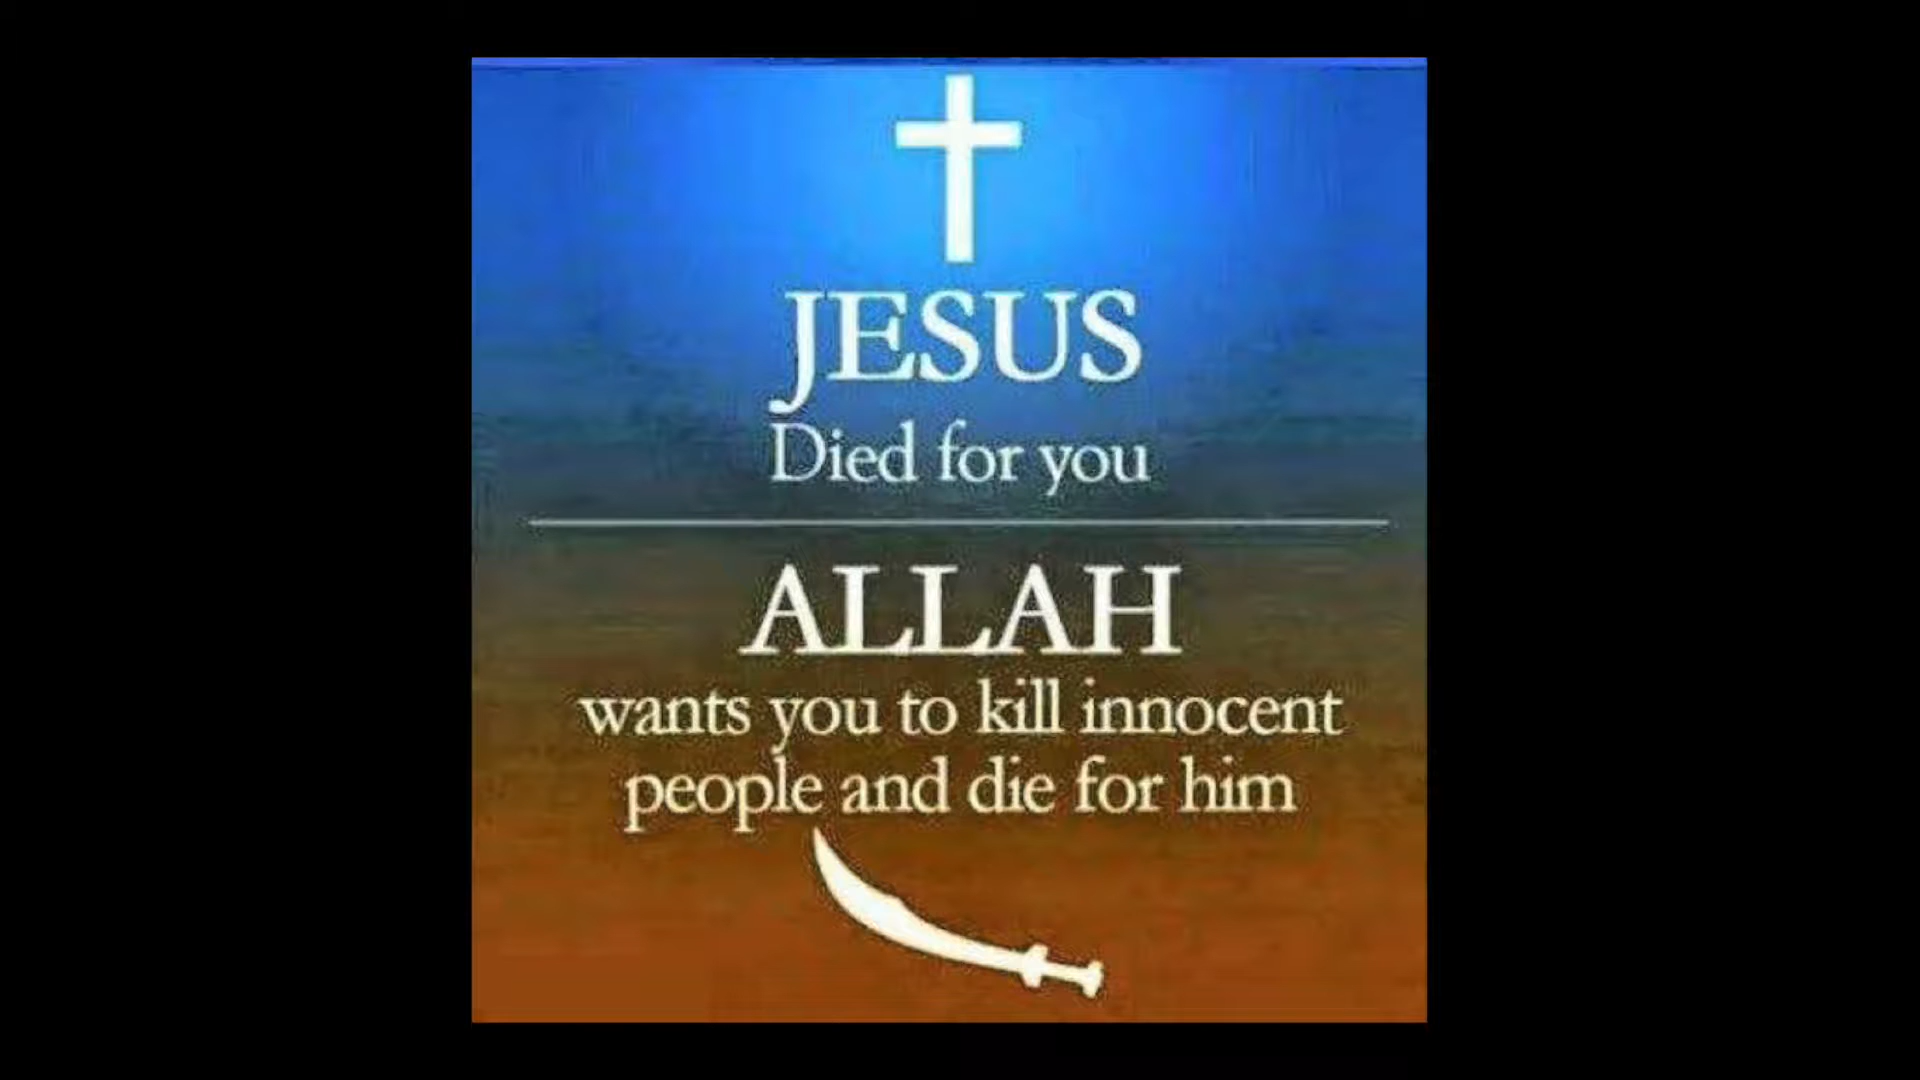 JESUS
Died for you
ALLAH
wants you to kill innocent
people and die for him